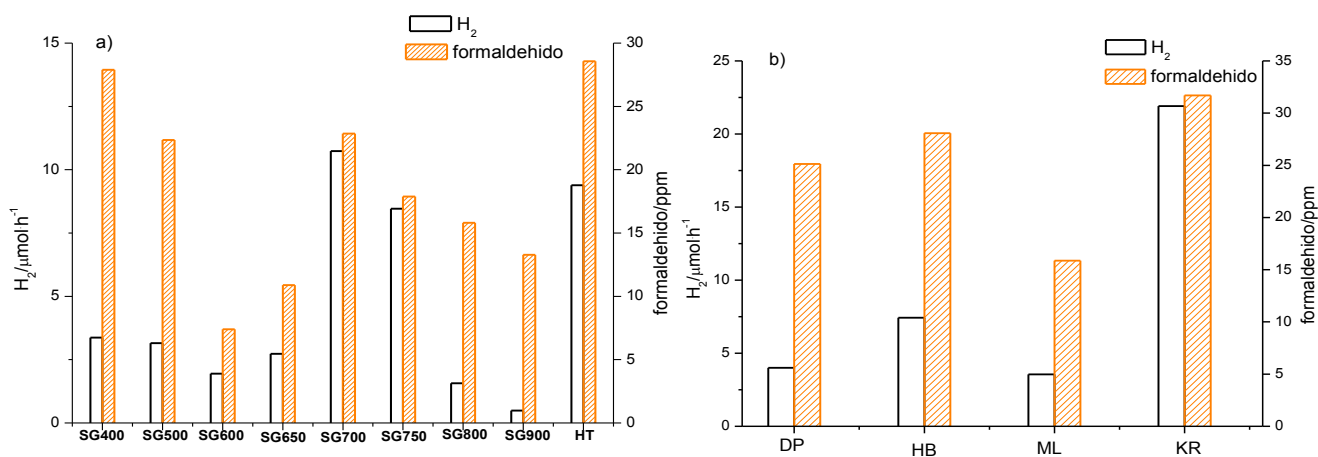 a)
H₂
formaldehido
15
10
5
0
H₂/μmol·h⁻¹
30
25
20
15
10
5
0
formaldehido/ppm
SG400 SG500 SG600 SG650 SG700 SG750 SG800 SG900 HT
b)
H₂
formaldehido
25
20
15
10
5
0
H₂/μmol·h⁻¹
35
30
25
20
15
10
5
0
formaldehido/ppm
DP HB ML KR